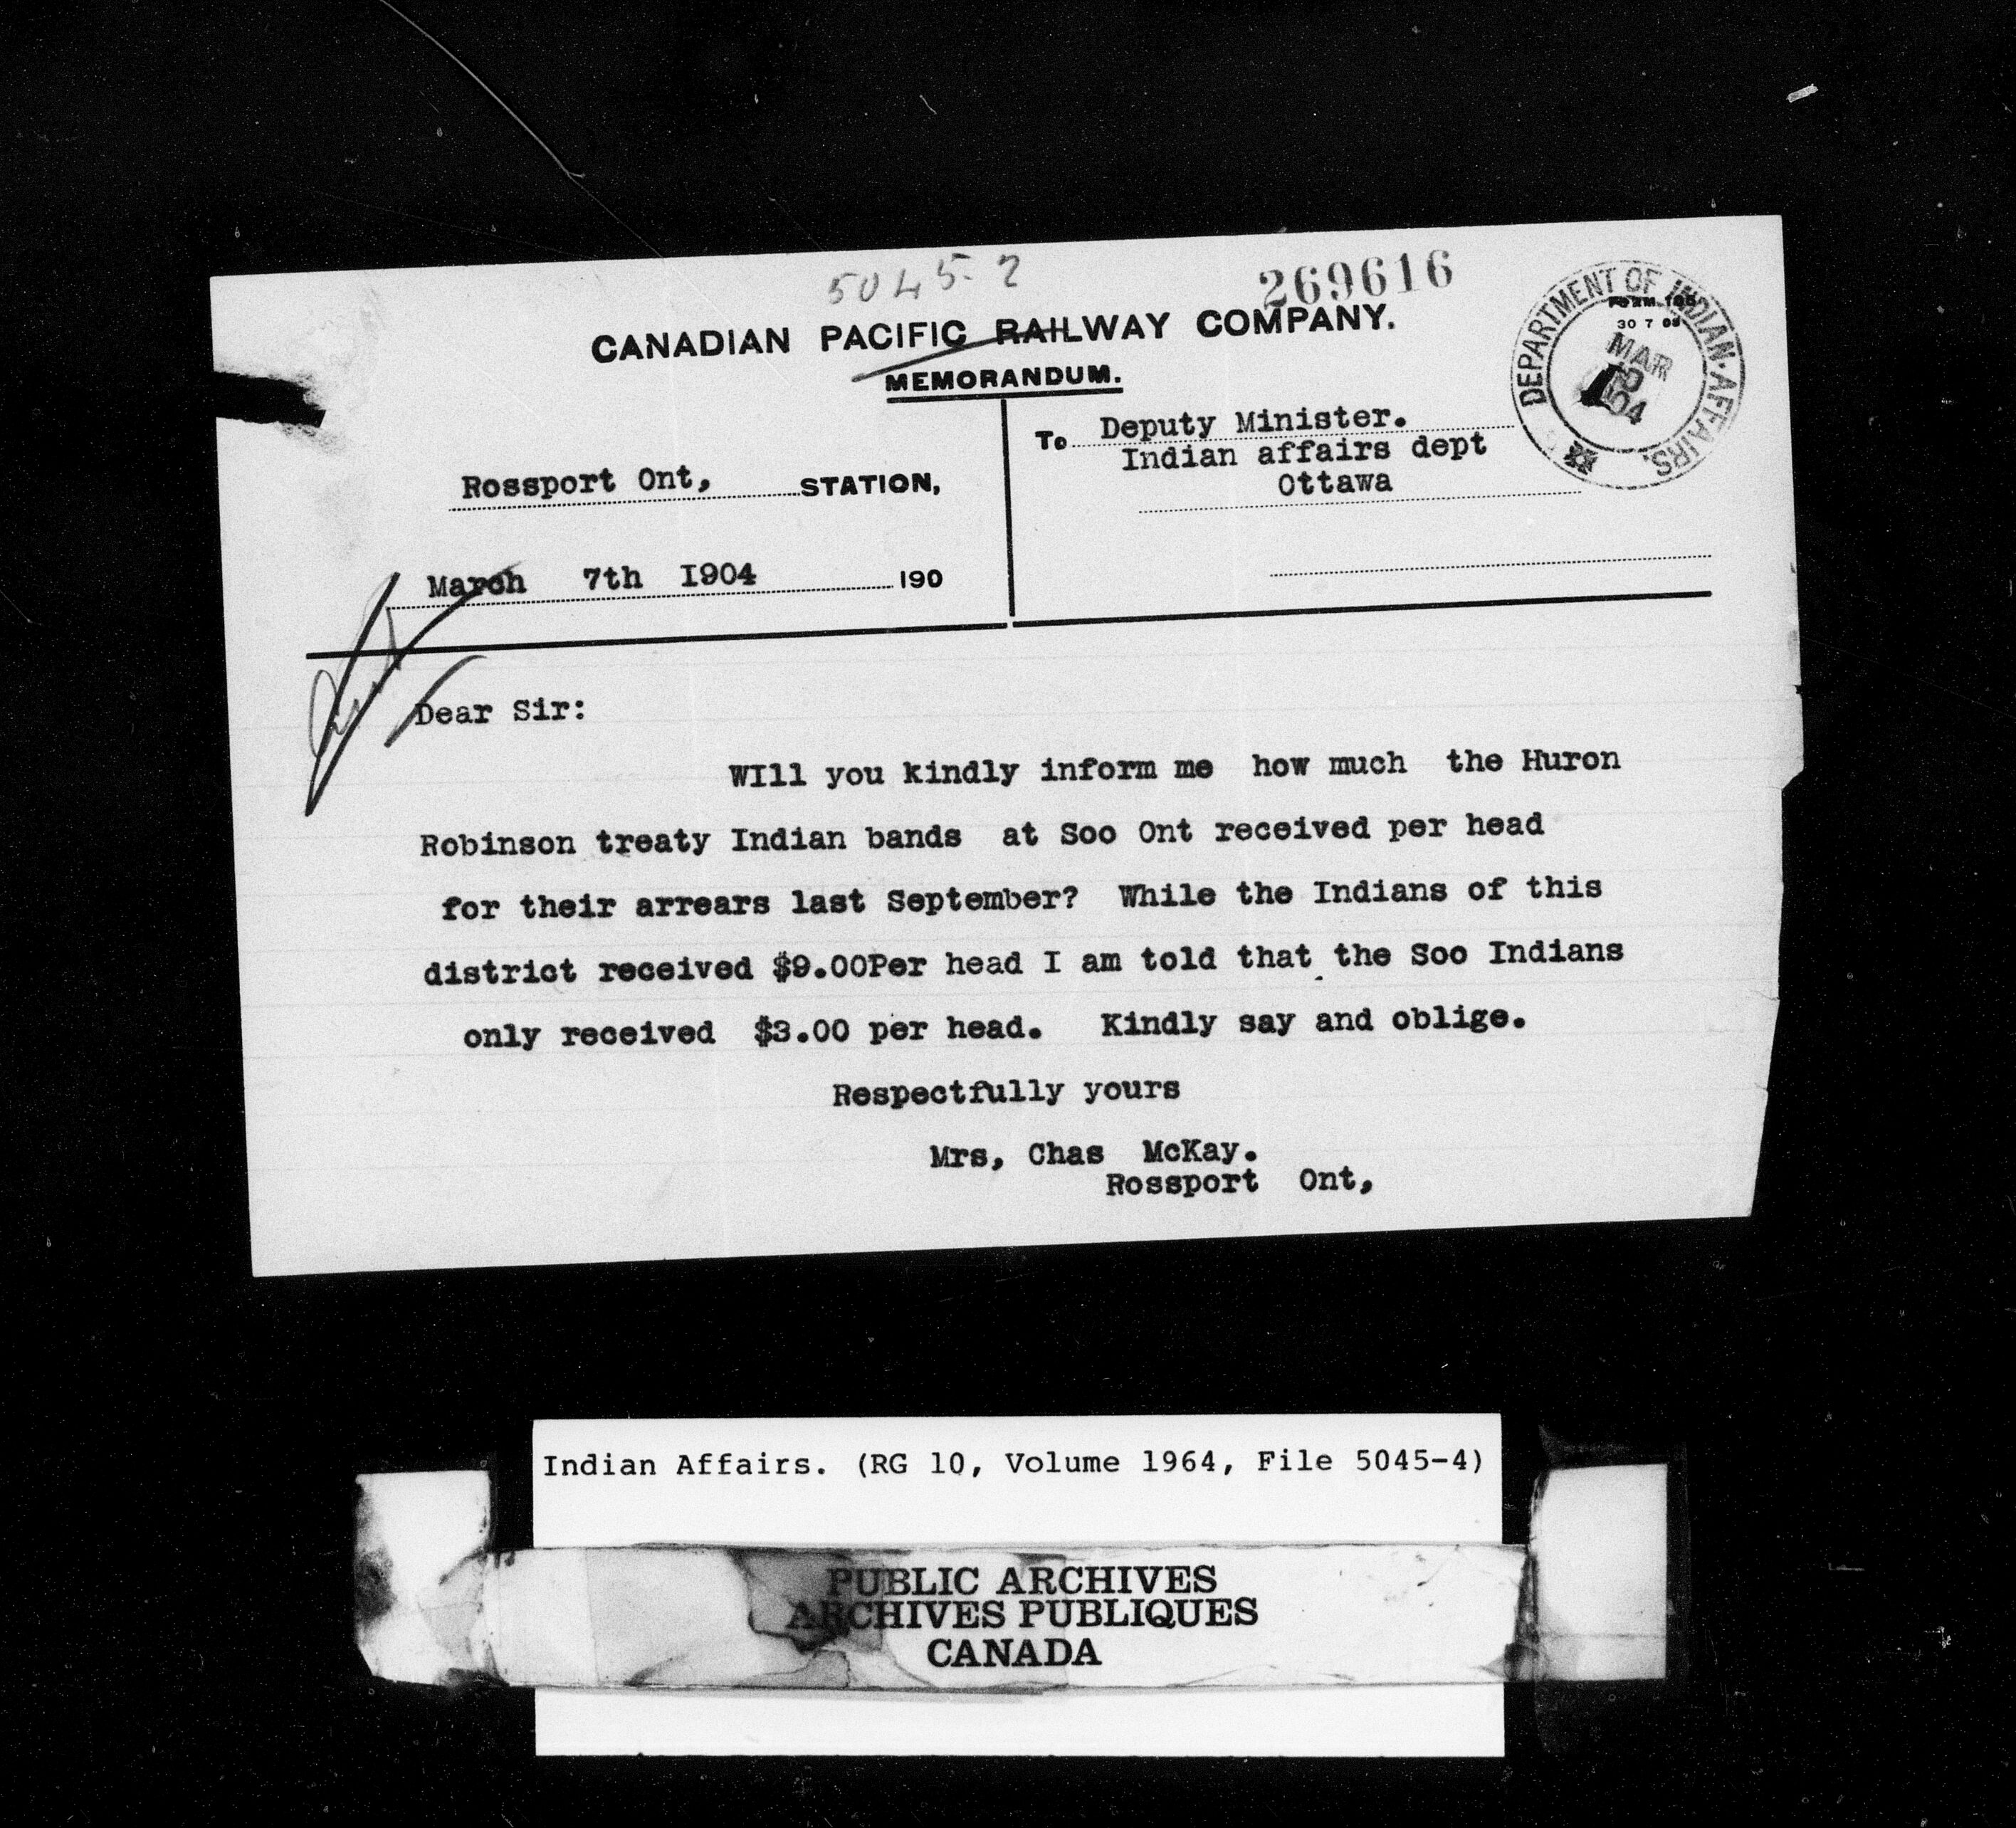 5045-2
269616
CANADIAN PACIFIC RAILWAY COMPANY.
MEMORANDUM.
DEPARTMENT OF INDIAN AFFAIRS.
FORM
30 7 03
MAR
04
To Deputy Minister.
Indian affairs dept
Ottawa
Rossport Ont, STATION,
March 7th I904 190
Dear Sir:
WIll you kindly inform me how much the Huron
Robinson treaty Indian bands at Soo Ont received per head
for their arrears last September? While the Indians of this
district received $9.00Per head I am told that the Soo Indians
only received $3.00 per head. Kindly say and oblige.
Respectfully yours
Mrs, Chas McKay.
Rossport Ont,
Indian Affairs. (RG 10, Volume 1964, File 5045-4)
PUBLIC ARCHIVES
ARCHIVES PUBLIQUES
CANADA